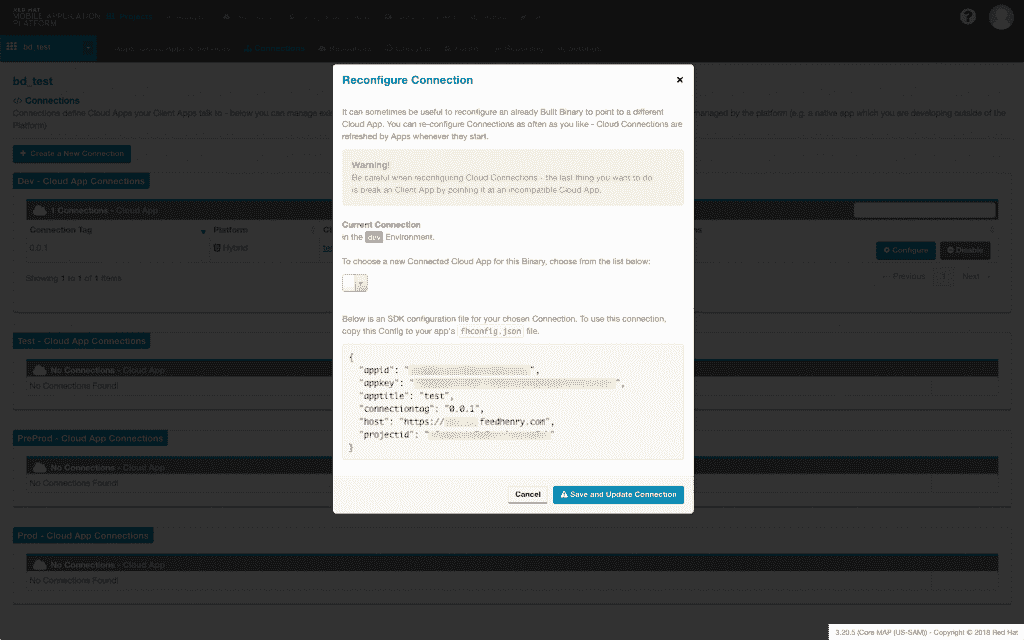 RED HAT
MOBILE APPLICATION
PLATFORM
bd_test
bd_test
Connections
Connections define Cloud Apps your Client Apps talk to - below you can manage
managed by the platform (e.g. a native app which you are developing outside of the
Platform)
+ Create a New Connection
Dev - Cloud App Connections
1 Connections - Cloud App
Connection Tag
Platform
0.0.1
Hybrid
Configure
Disable
Showing 1 to 1 of 1 items
← Previous 1 Next →
Test - Cloud App Connections
No Connections - Cloud App
No Connections Found!
PreProd - Cloud App Connections
No Connections - Cloud App
No Connections Found!
Prod - Cloud App Connections
No Connections - Cloud App
No Connections Found!
Reconfigure Connection
×
It can sometimes be useful to reconfigure an already Built Binary to point to a different
Cloud App. You can re-configure Connections as often as you like - Cloud Connections are
refreshed by Apps whenever they start.
Warning!
Be careful when reconfiguring Cloud Connections - the last thing you want to do
is break an Client App by pointing it at an incompatible Cloud App.
Current Connection
in the dev Environment.
To choose a new Connected Cloud App for this Binary, choose from the list below:
Below is an SDK configuration file for your chosen Connection. To use this connection,
copy this Config to your app's fhconfig.json file.
{
"appid": "",
"appkey": "",
"apptitle": "test",
"connectiontag": "0.0.1",
"host": "https:// feedhenry.com",
"projectid": ""
}
Cancel
Save and Update Connection
3.20.5 (Core MAP (US-SAM)) - Copyright © 2018 Red Hat